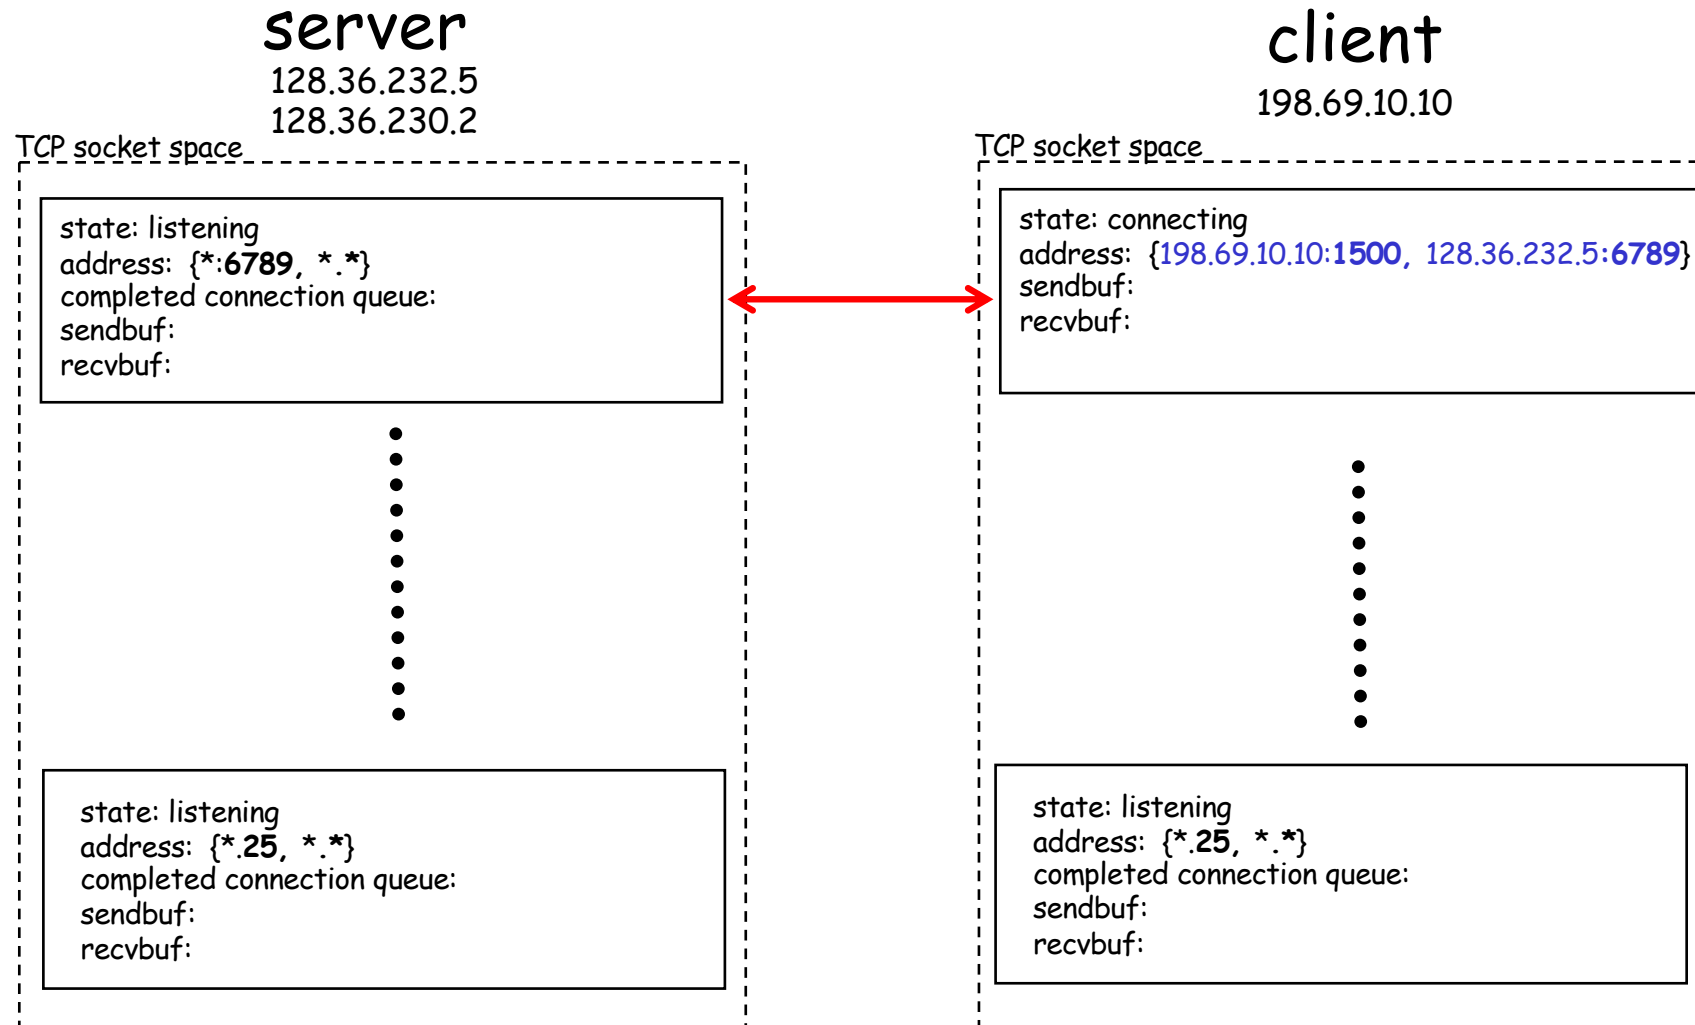 server
128.36.232.5
128.36.230.2
TCP socket space
state: listening
address: {*:6789, *.*}
completed connection queue:
sendbuf:
recvbuf:
state: listening
address: {*.25, *.*}
completed connection queue:
sendbuf:
recvbuf:
client
198.69.10.10
TCP socket space
state: connecting
address: {198.69.10.10:1500, 128.36.232.5:6789}
sendbuf:
recvbuf:
state: listening
address: {*.25, *.*}
completed connection queue:
sendbuf:
recvbuf: